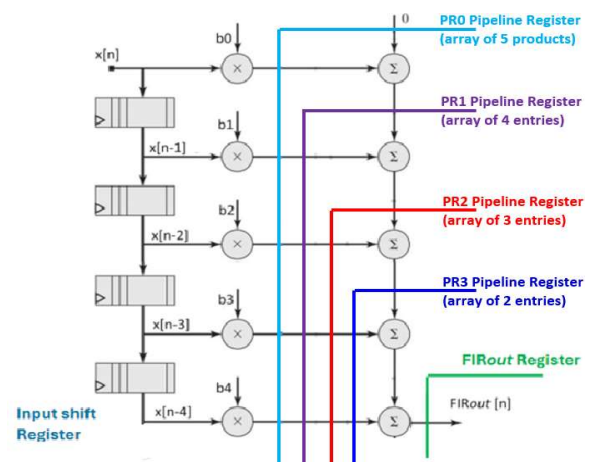 0
PR0 Pipeline Register
(array of 5 products)
b0
x[n]
×
Σ
PR1 Pipeline Register
(array of 4 entries)
b1
x[n-1]
×
Σ
PR2 Pipeline Register
(array of 3 entries)
b2
x[n-2]
×
Σ
PR3 Pipeline Register
(array of 2 entries)
b3
x[n-3]
×
Σ
FIRout Register
b4
FIRout [n]
x[n-4]
×
Σ
Input shift
Register